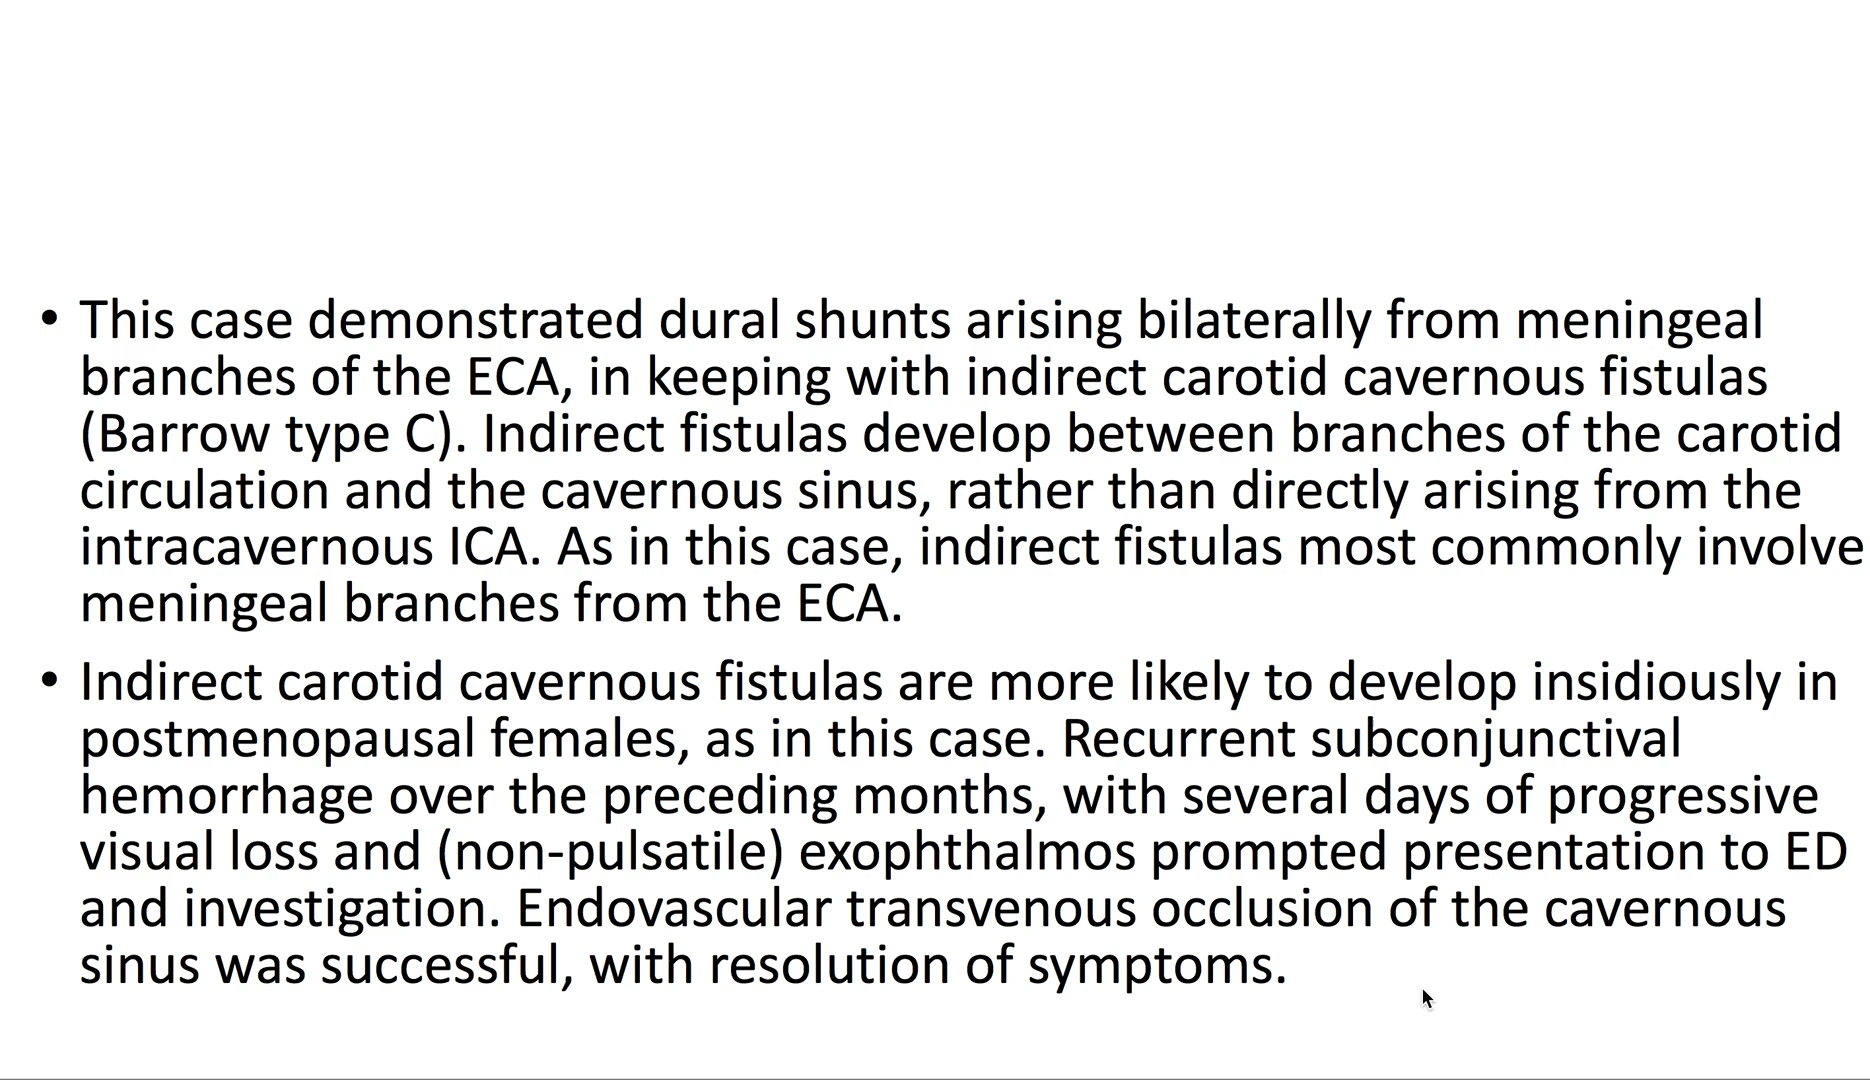 • This case demonstrated dural shunts arising bilaterally from meningeal
branches of the ECA, in keeping with indirect carotid cavernous fistulas
(Barrow type C). Indirect fistulas develop between branches of the carotid
circulation and the cavernous sinus, rather than directly arising from the
intracavernous ICA. As in this case, indirect fistulas most commonly involve
meningeal branches from the ECA.
• Indirect carotid cavernous fistulas are more likely to develop insidiously in
postmenopausal females, as in this case. Recurrent subconjunctival
hemorrhage over the preceding months, with several days of progressive
visual loss and (non-pulsatile) exophthalmos prompted presentation to ED
and investigation. Endovascular transvenous occlusion of the cavernous
sinus was successful, with resolution of symptoms.